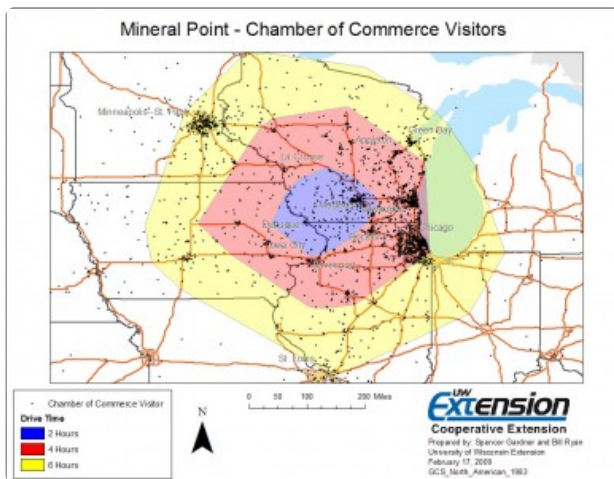 Mineral Point - Chamber of Commerce Visitors
Minneapolis--St. Paul
Green Bay
Appleton
La Crosse
Dubuque
Chicago
Iowa City
Davenport
St. Louis
Chamber of Commerce Visitor
Drive Time
2 Hours
4 Hours
6 Hours
N
0 50 100 200 Miles
UW
Extension
Cooperative Extension
Prepared by: Spencer Gardner and Bill Ryan
University of Wisconsin Extension
February 17, 2009
GCS_North_American_1983